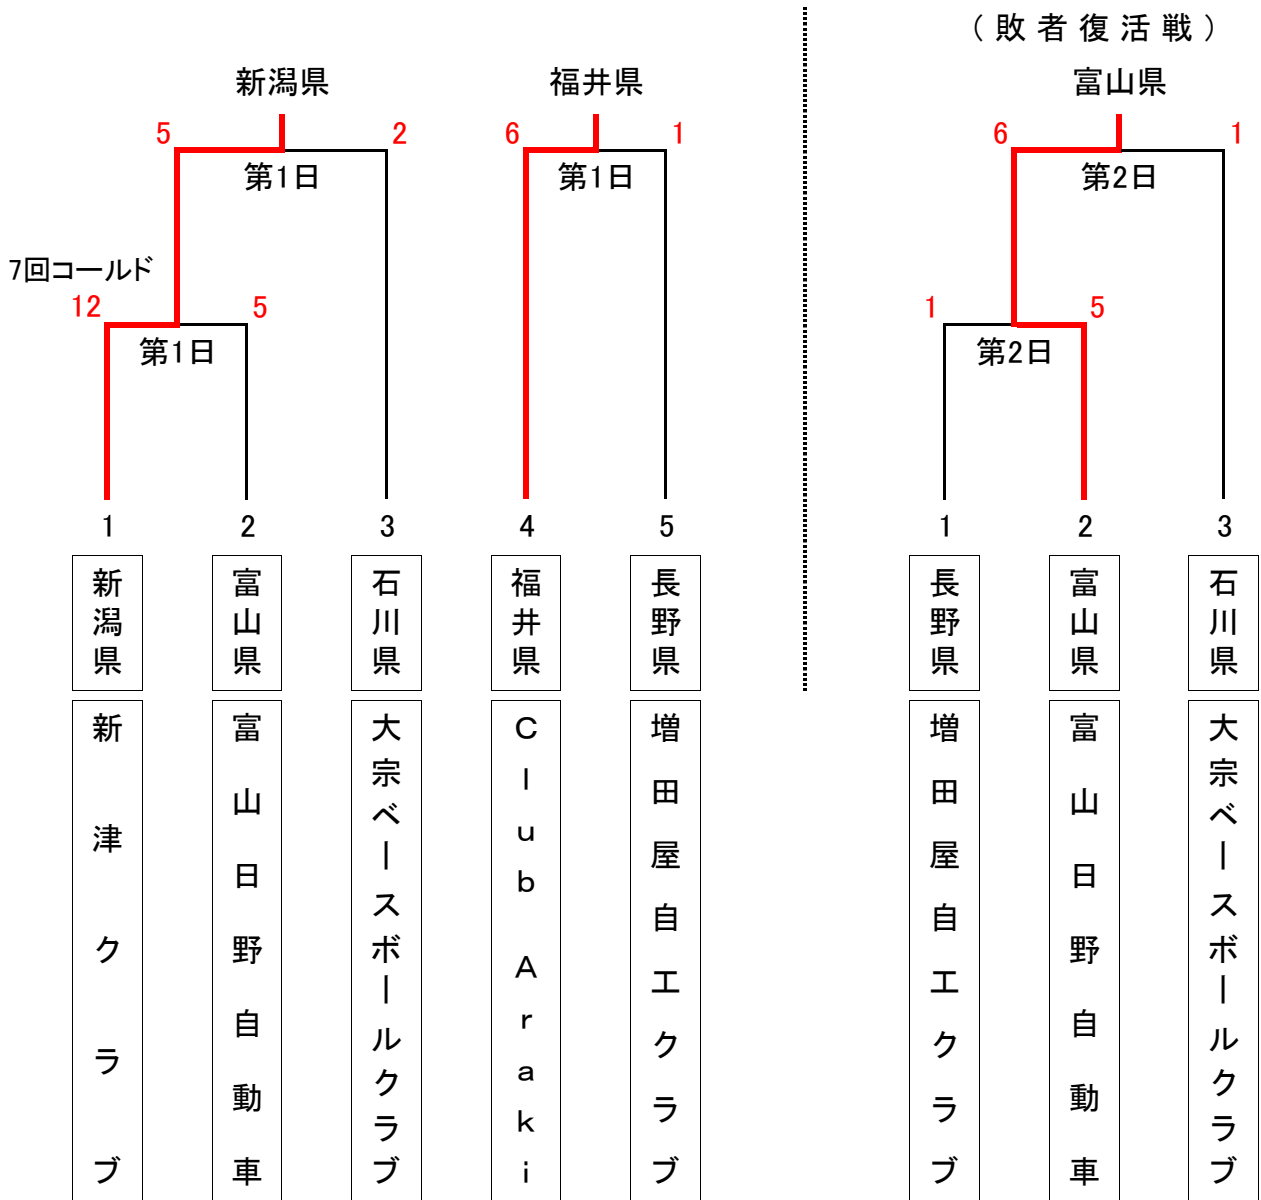 （敗者復活戦）
新潟県 福井県 富山県
5 2 6 1 6 1
第1日 第1日 第2日
7回コールド
12 5 1 5
第1日 第2日
1 2 3 4 5 1 2 3
新潟県
富山県
石川県
福井県
長野県
長野県
富山県
石川県
新津クラブ
富山日野自動車
大宗ベースボールクラブ
Club Araki
増田屋自工クラブ
増田屋自工クラブ
富山日野自動車
大宗ベースボールクラブ